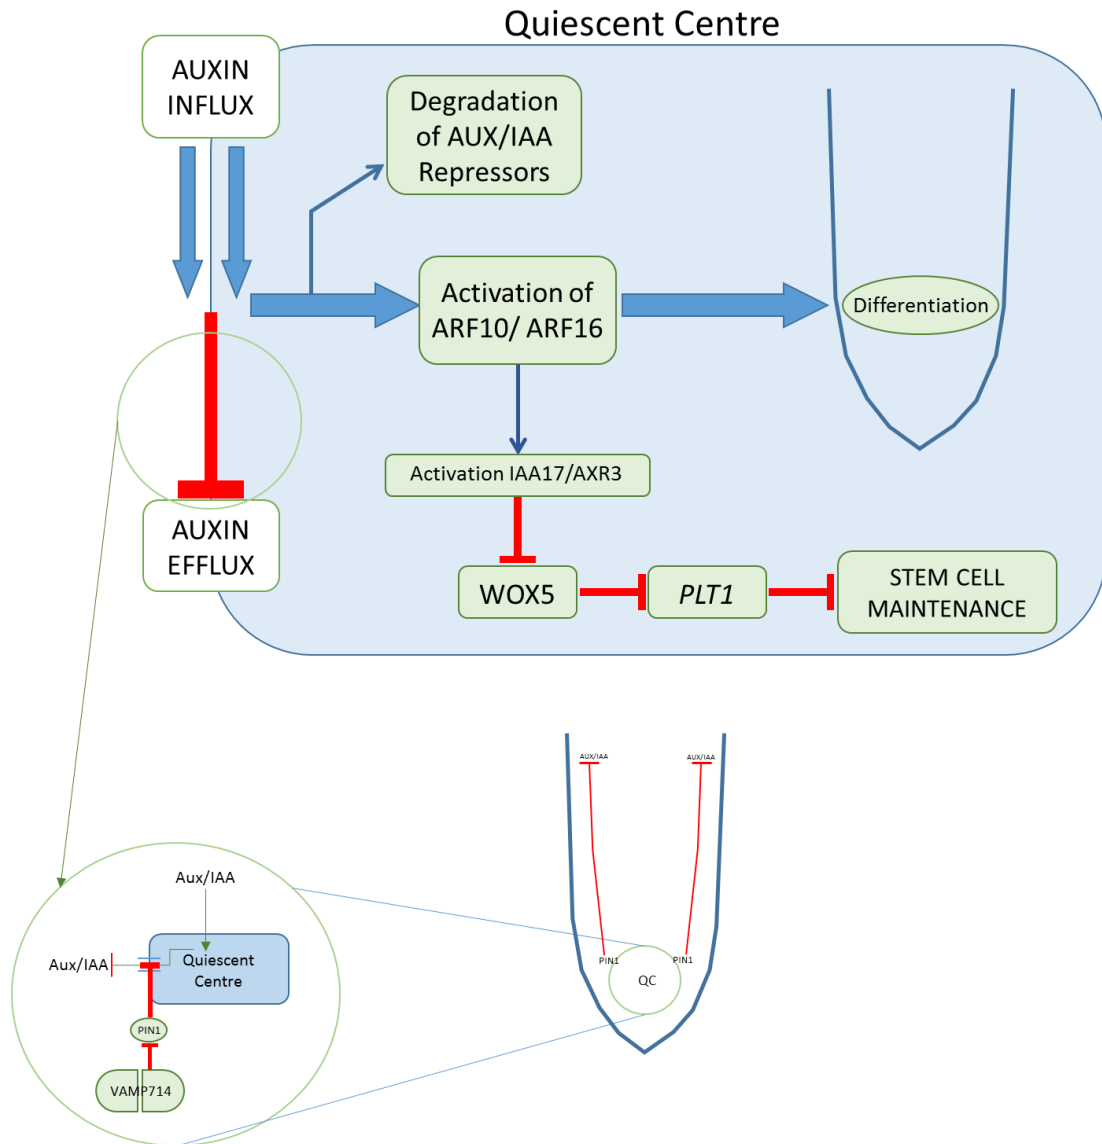 Quiescent Centre
AUXIN
INFLUX
Degradation
of AUX/IAA
Repressors
Activation of
ARF10/ ARF16
Differentiation
Activation IAA17/AXR3
AUXIN
EFFLUX
WOX5
PLT1
STEM CELL
MAINTENANCE
AUX/IAA
AUX/IAA
PIN1
PIN1
QC
Aux/IAA
Aux/IAA
Quiescent
Centre
PIN1
VAMP714